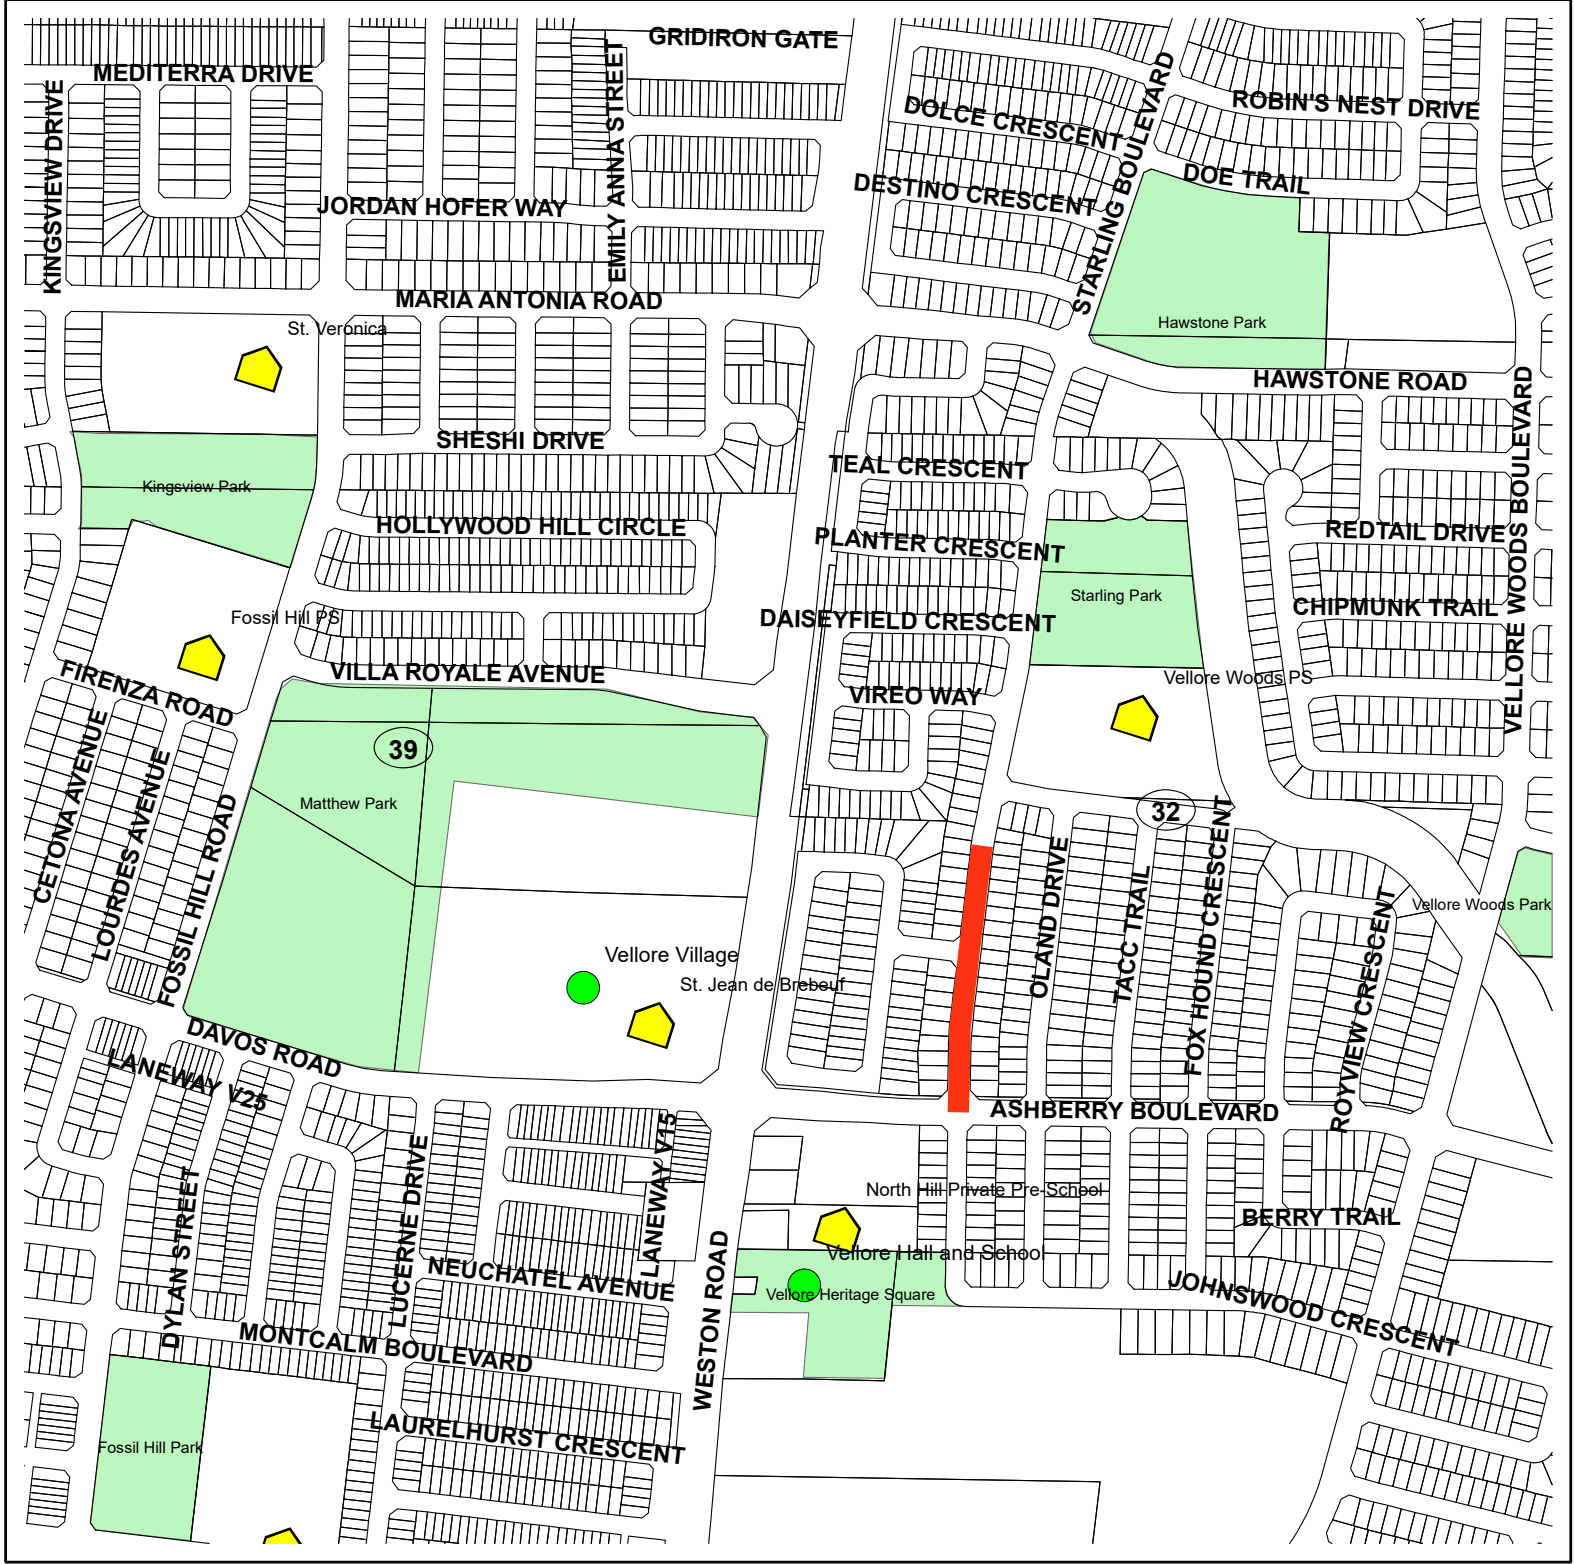 GRIDIRON GATE
MEDITERRA DRIVE
KINGSVIEW DRIVE
EMILY ANNA STREET
JORDAN HOFER WAY
MARIA ANTONIA ROAD
STARLING BOULEVARD
ROBIN'S NEST DRIVE
DOLCE CRESCENT
DESTINO CRESCENT
DOE TRAIL
Hawstone Park
HAWSTONE ROAD
VELLORE WOODS BOULEVARD
St. Veronica
SHESHI DRIVE
TEAL CRESCENT
Kingsview Park
HOLLYWOOD HILL CIRCLE
PLANTER CRESCENT
REDTAIL DRIVE
Starling Park
CHIPMUNK TRAIL
Fossil Hill PS
DAISEYFIELD CRESCENT
VILLA ROYALE AVENUE
Vellore Woods PS
FIRENZA ROAD
VIREO WAY
CETONA AVENUE
LOURDES AVENUE
FOSSIL HILL ROAD
39
Matthew Park
32
OLAND DRIVE
TACC TRAIL
FOX HOUND CRESCENT
ROYVIEW CRESCENT
Vellore Woods Park
Vellore Village
St. Jean de Brebeuf
DAVOS ROAD
LANEWAY V25
LANEWAY V15
ASHBERRY BOULEVARD
DYLAN STREET
LUCERNE DRIVE
North Hill Private Pre-School
BERRY TRAIL
Vellore Hall and School
NEUCHATEL AVENUE
WESTON ROAD
Vellore Heritage Square
JOHNSWOOD CRESCENT
MONTCALM BOULEVARD
LAURELHURST CRESCENT
Fossil Hill Park